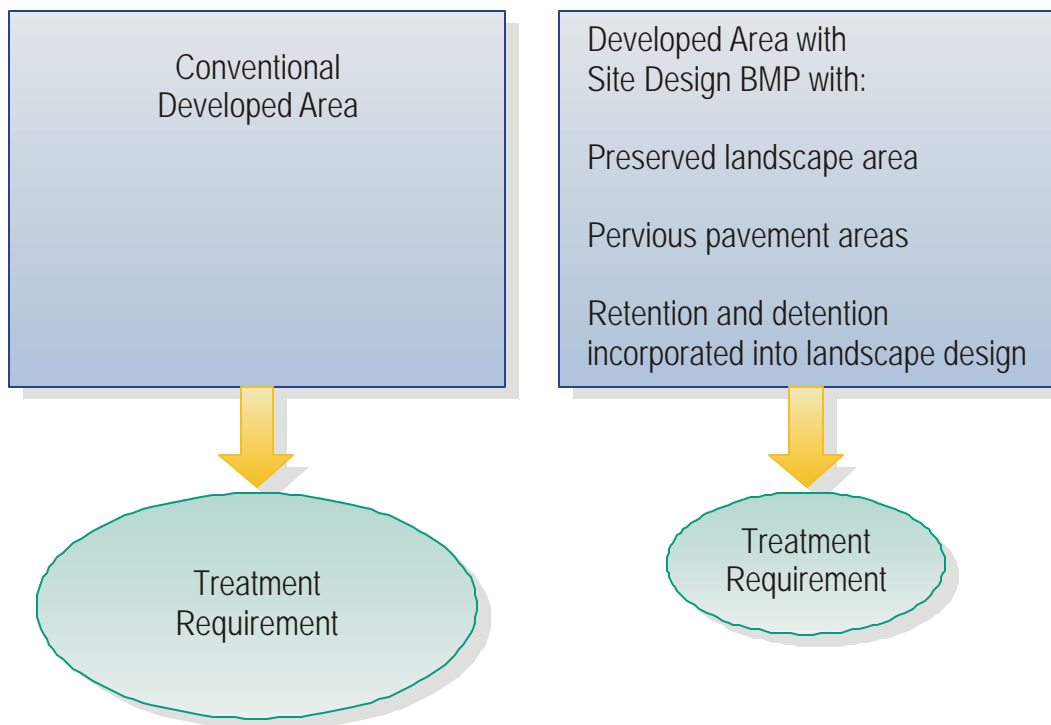 Conventional
Developed Area
Developed Area with
Site Design BMP with:
Preserved landscape area
Pervious pavement areas
Retention and detention
incorporated into landscape design
Treatment
Requirement
Treatment
Requirement